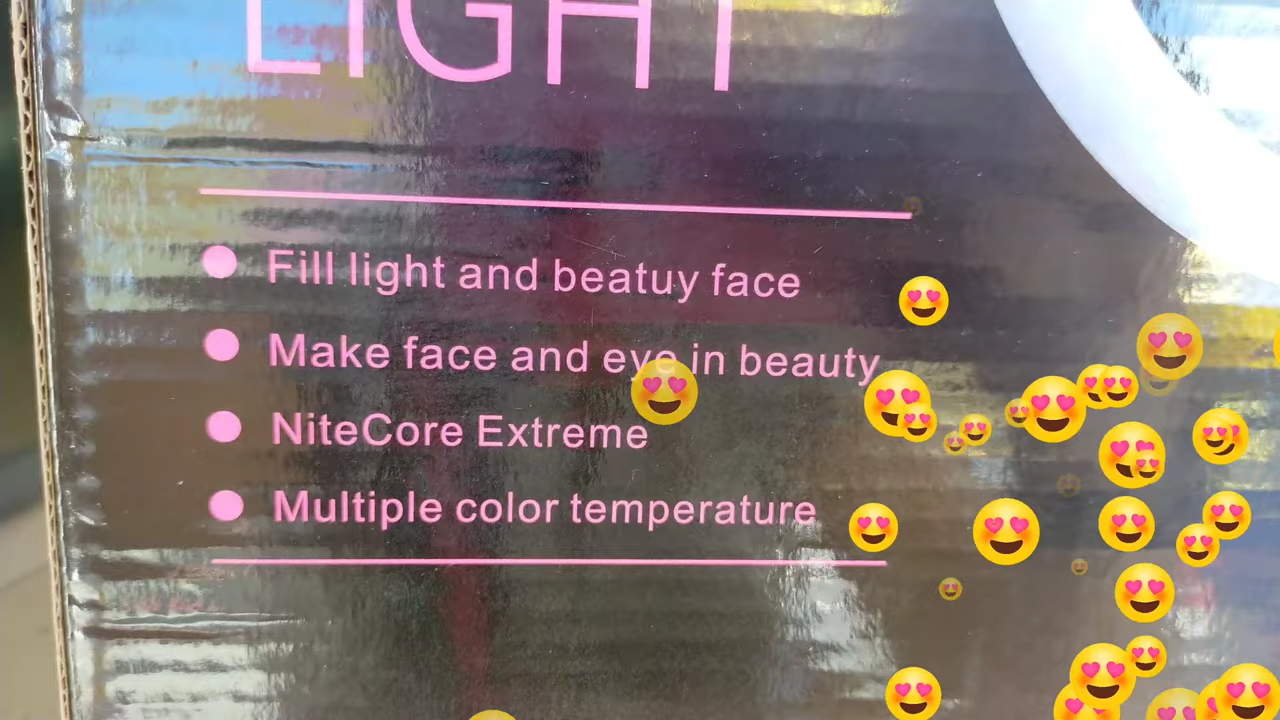 LIGHT
Fill light and beatuy face
Make face and eye in beauty
NiteCore Extreme
Multiple color temperature